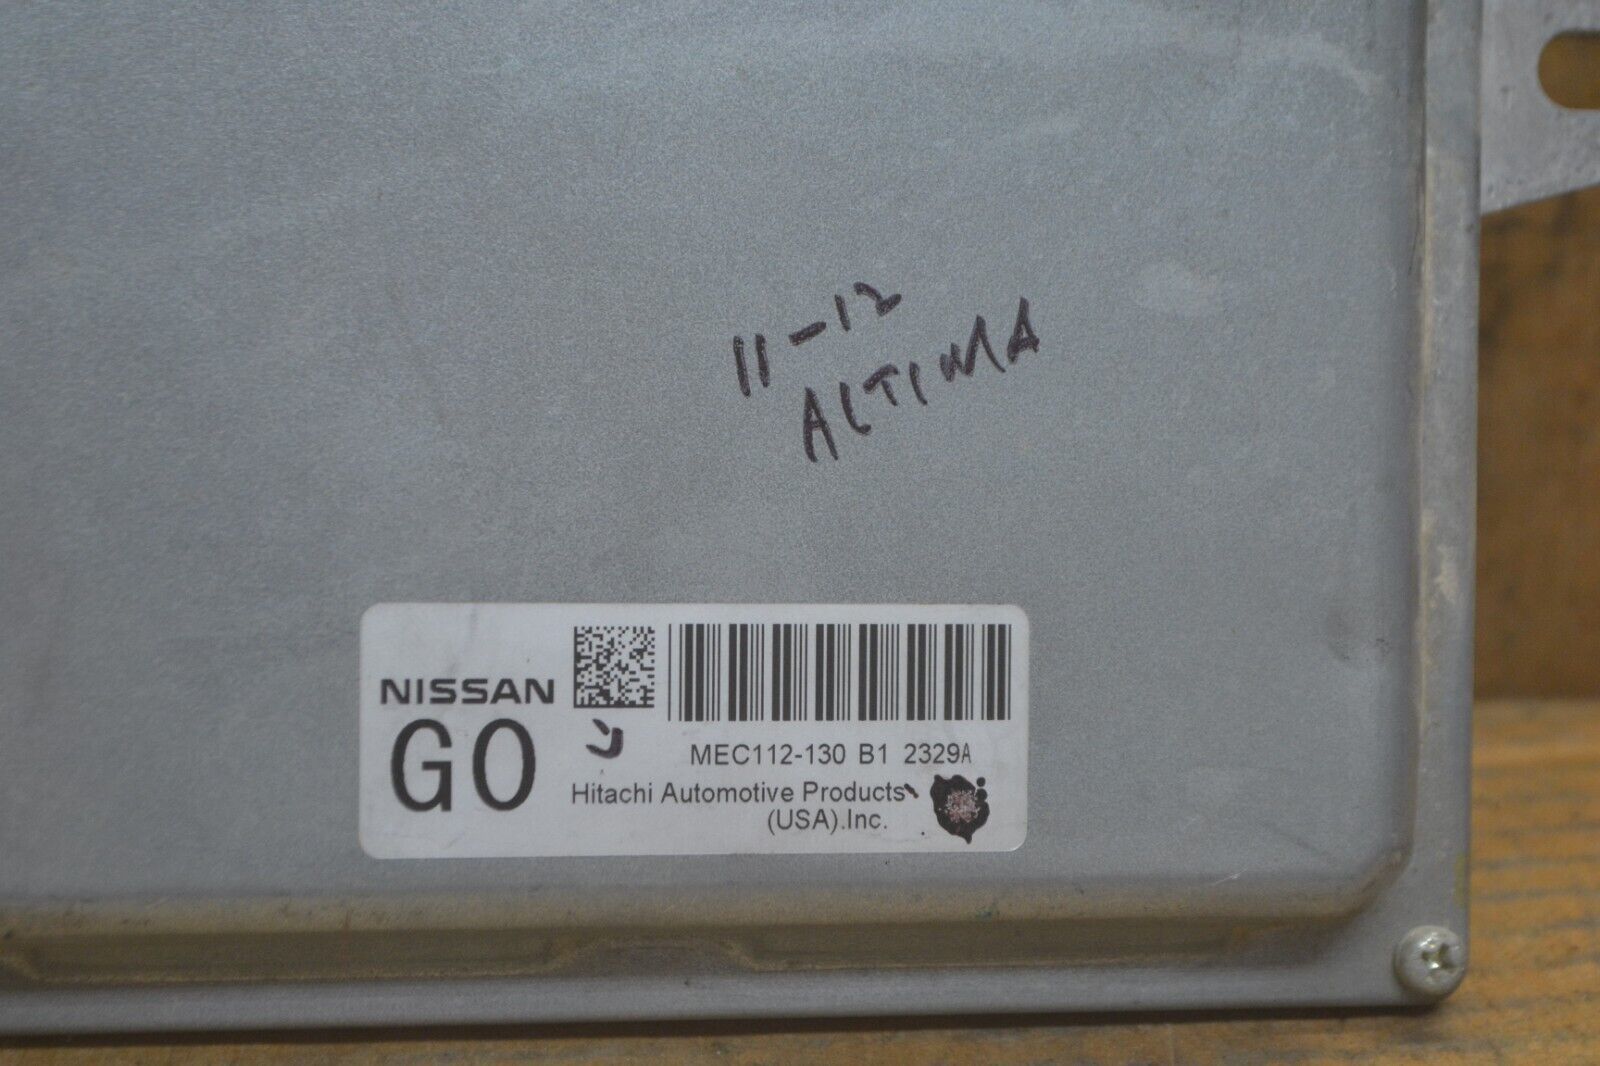 11-12
ALTIMA
NISSAN
GO
MEC112-130 B1 2329A
Hitachi Automotive Products
(USA).Inc.